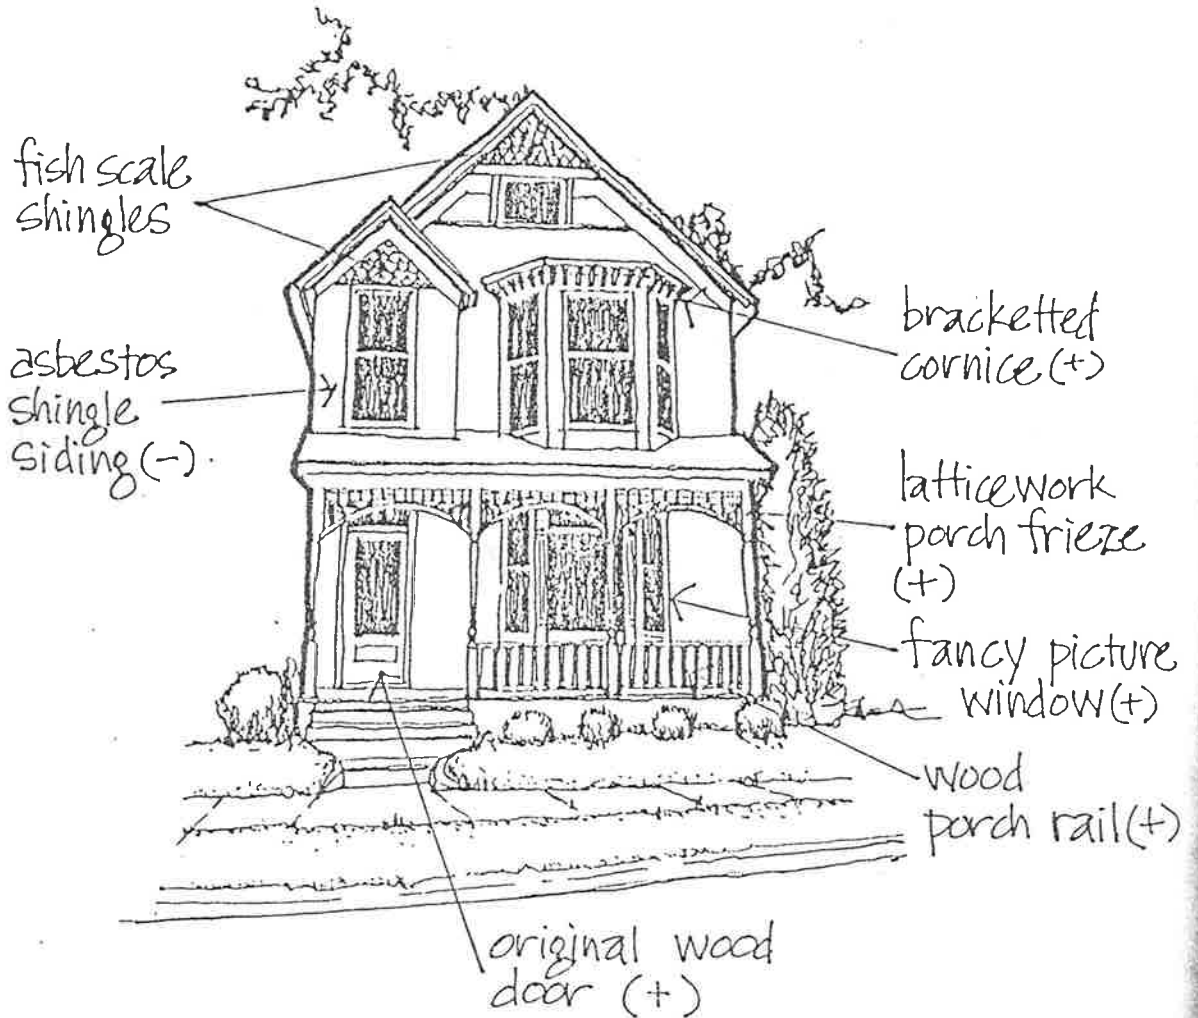 fish scale
shingles
asbestos
shingle
siding (-).
bracketted
cornice (+)
latticework
porch frieze
(+)
fancy picture
window (+)
wood
porch rail (+)
original wood
door (+)